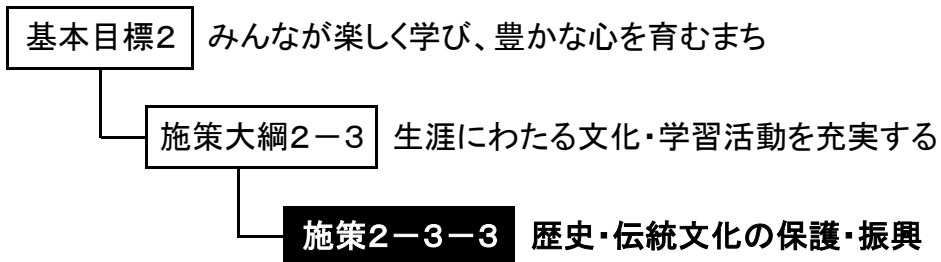 基本目標2 みんなが楽しく学び、豊かな心を育むまち
施策大綱2－3 生涯にわたる文化・学習活動を充実する
施策2－3－3 歴史・伝統文化の保護・振興